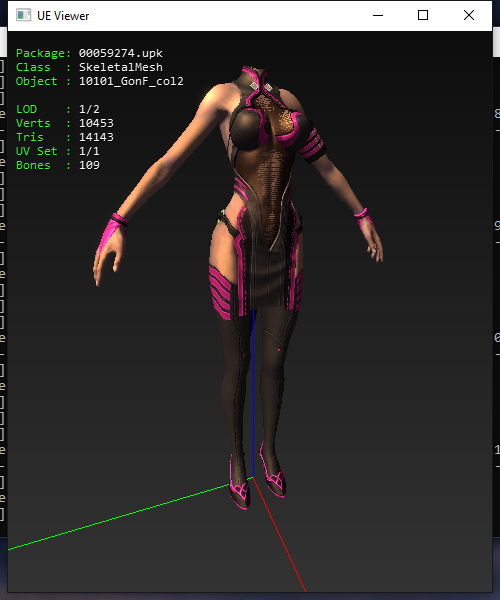 UE Viewer
Package: 00059274.upk
Class : SkeletalMesh
Object : 10101_GonF_col2
LOD : 1/2
Verts : 10453
Tris : 14143
UV Set : 1/1
Bones : 109